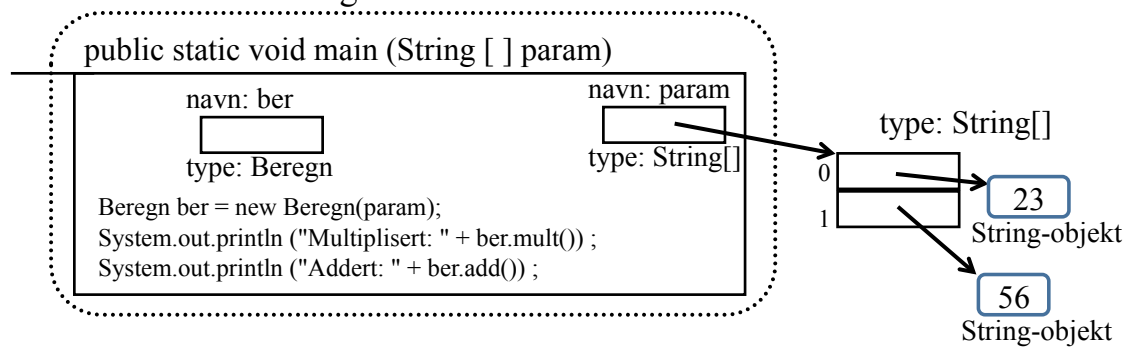 public static void main (String [ ] param)
navn: ber
type: Beregn
navn: param
type: String[]
Beregn ber = new Beregn(param);
System.out.println ("Multiplisert: " + ber.mult()) ;
System.out.println ("Addert: " + ber.add()) ;
type: String[]
0
1
23
String-objekt
56
String-objekt